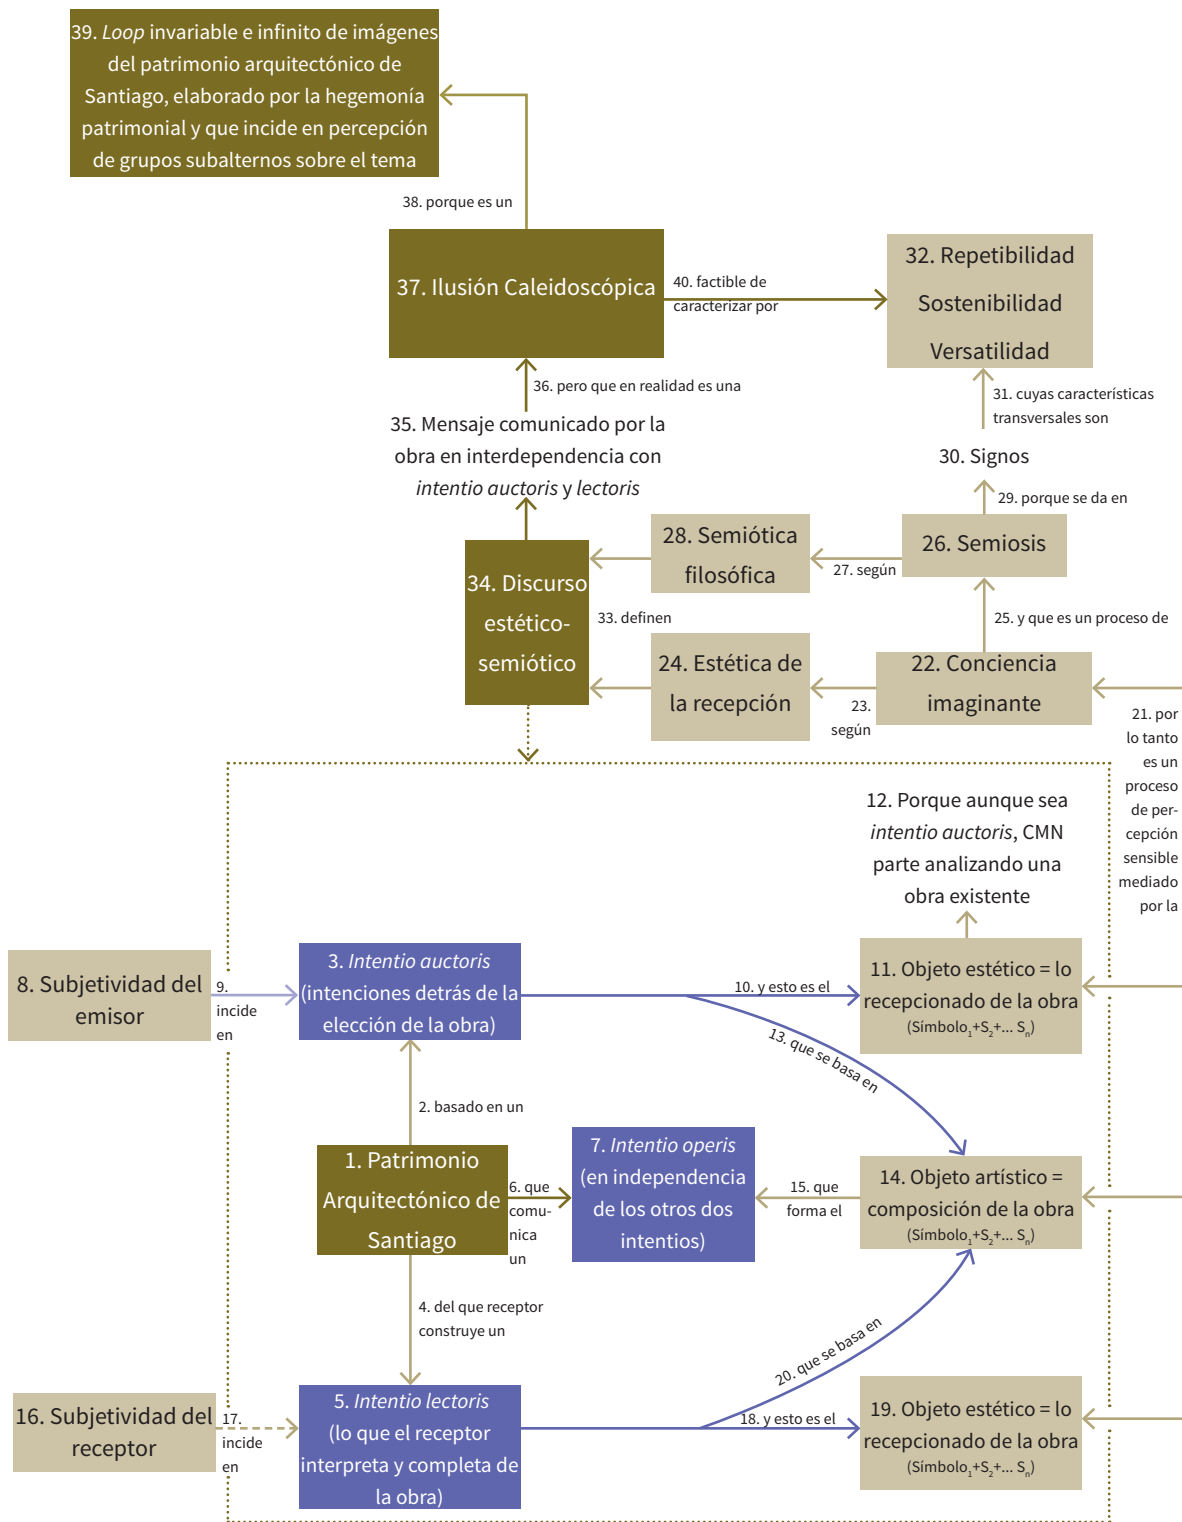 39. Loop invariable e infinito de imágenes
del patrimonio arquitectónico de
Santiago, elaborado por la hegemonía
patrimonial y que incide en percepción
de grupos subalternos sobre el tema
38. porque es un
37. Ilusión Caleidoscópica
40. factible de
caracterizar por
32. Repetibilidad
Sostenibilidad
Versatilidad
36. pero que en realidad es una
31. cuyas características
transversales son
35. Mensaje comunicado por la
obra en interdependencia con
intentio auctoris y lectoris
30. Signos
29. porque se da en
28. Semiótica
filosófica
27. según
26. Semiosis
34. Discurso
estético-
semiótico
33. definen
25. y que es un proceso de
24. Estética de
la recepción
23.
según
22. Conciencia
imaginante
21. por
lo tanto
es un
proceso
de per-
cepción
sensible
mediado
por la
12. Porque aunque sea
intentio auctoris, CMN
parte analizando una
obra existente
8. Subjetividad del
emisor
9.
incide
en
3. Intentio auctoris
(intenciones detrás de la
elección de la obra)
10. y esto es el
11. Objeto estético = lo
recepcionado de la obra
(Símbolo1+S2+... Sn)
13. que se basa en
2. basado en un
1. Patrimonio
Arquitectónico de
Santiago
6. que
comu-
nica
un
7. Intentio operis
(en independencia
de los otros dos
intentios)
15. que
forma el
14. Objeto artístico =
composición de la obra
(Símbolo1+S2+... Sn)
4. del que receptor
construye un
20. que se basa en
16. Subjetividad del
receptor
17.
incide
en
5. Intentio lectoris
(lo que el receptor
interpreta y completa de
la obra)
18. y esto es el
19. Objeto estético = lo
recepcionado de la obra
(Símbolo1+S2+... Sn)